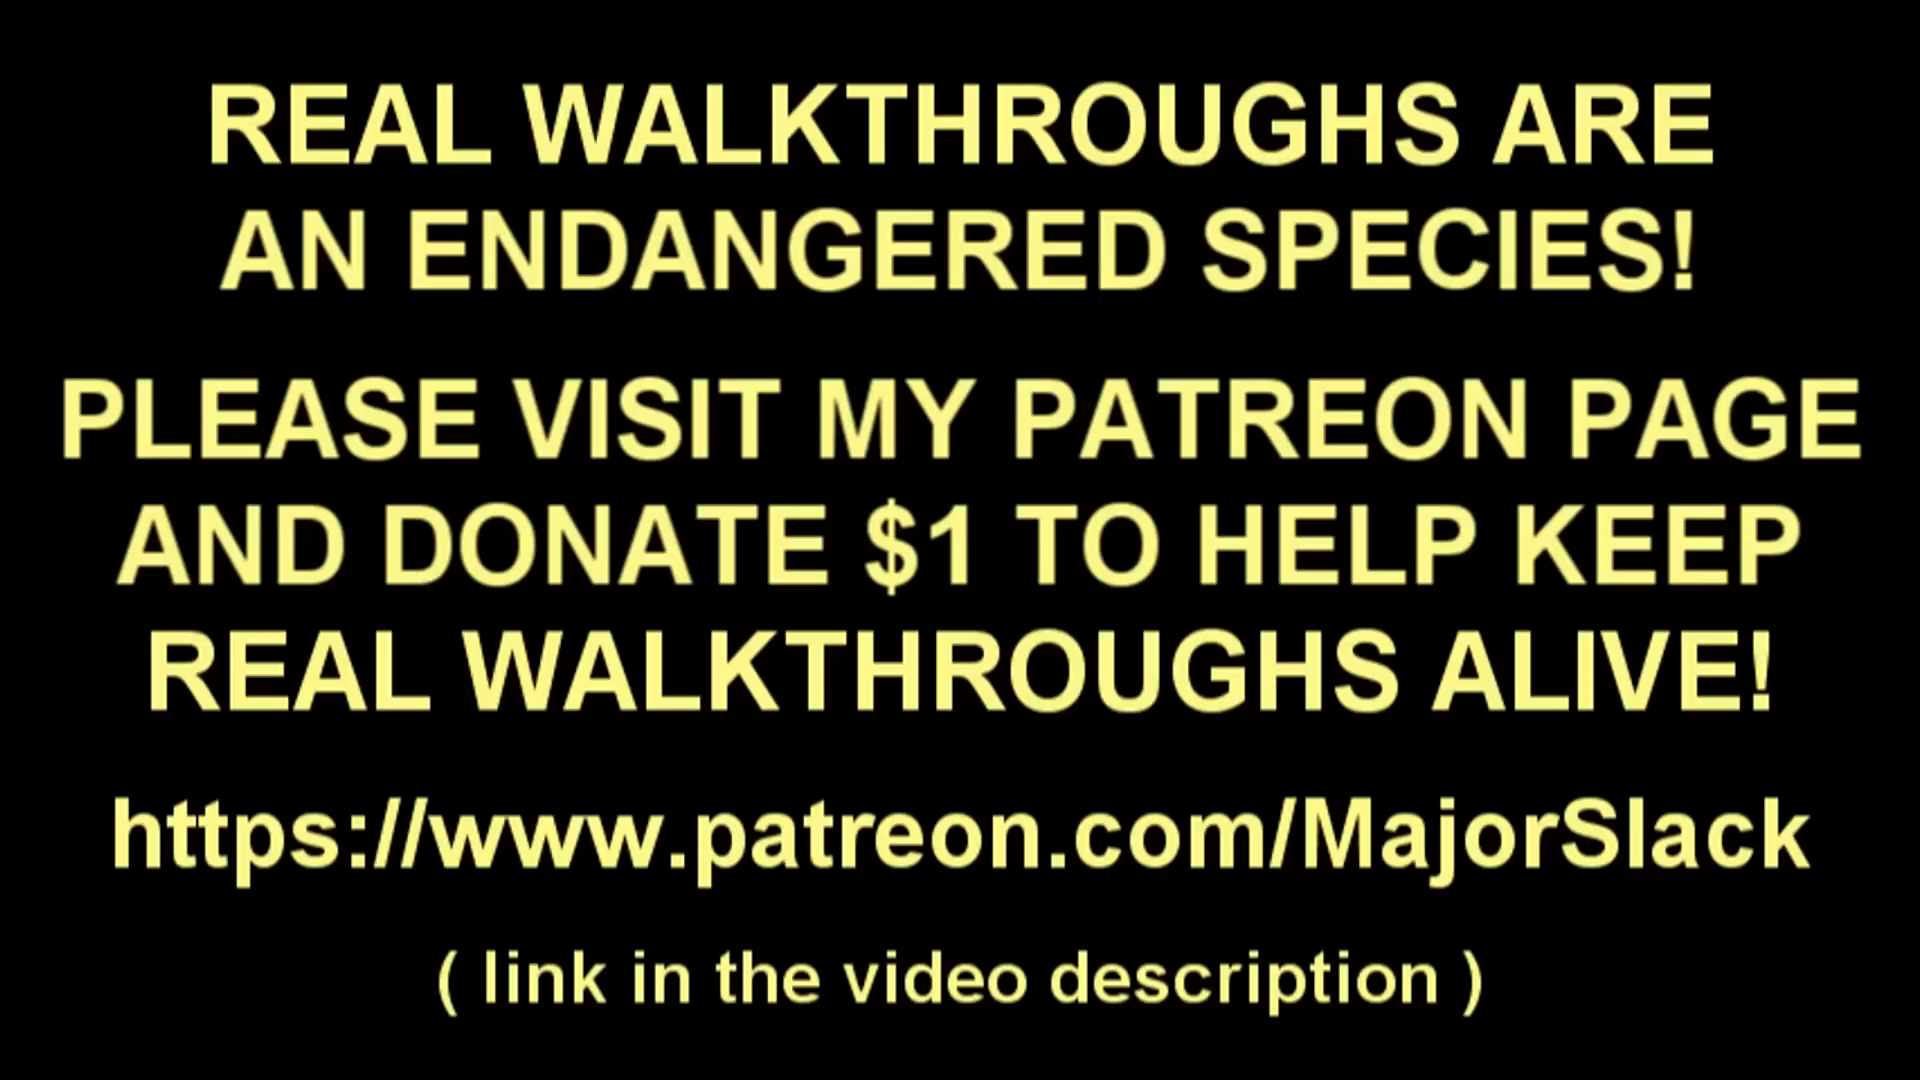 REAL WALKTHROUGHS ARE
AN ENDANGERED SPECIES!
PLEASE VISIT MY PATREON PAGE
AND DONATE $1 TO HELP KEEP
REAL WALKTHROUGHS ALIVE!
https://www.patreon.com/MajorSlack
( link in the video description )